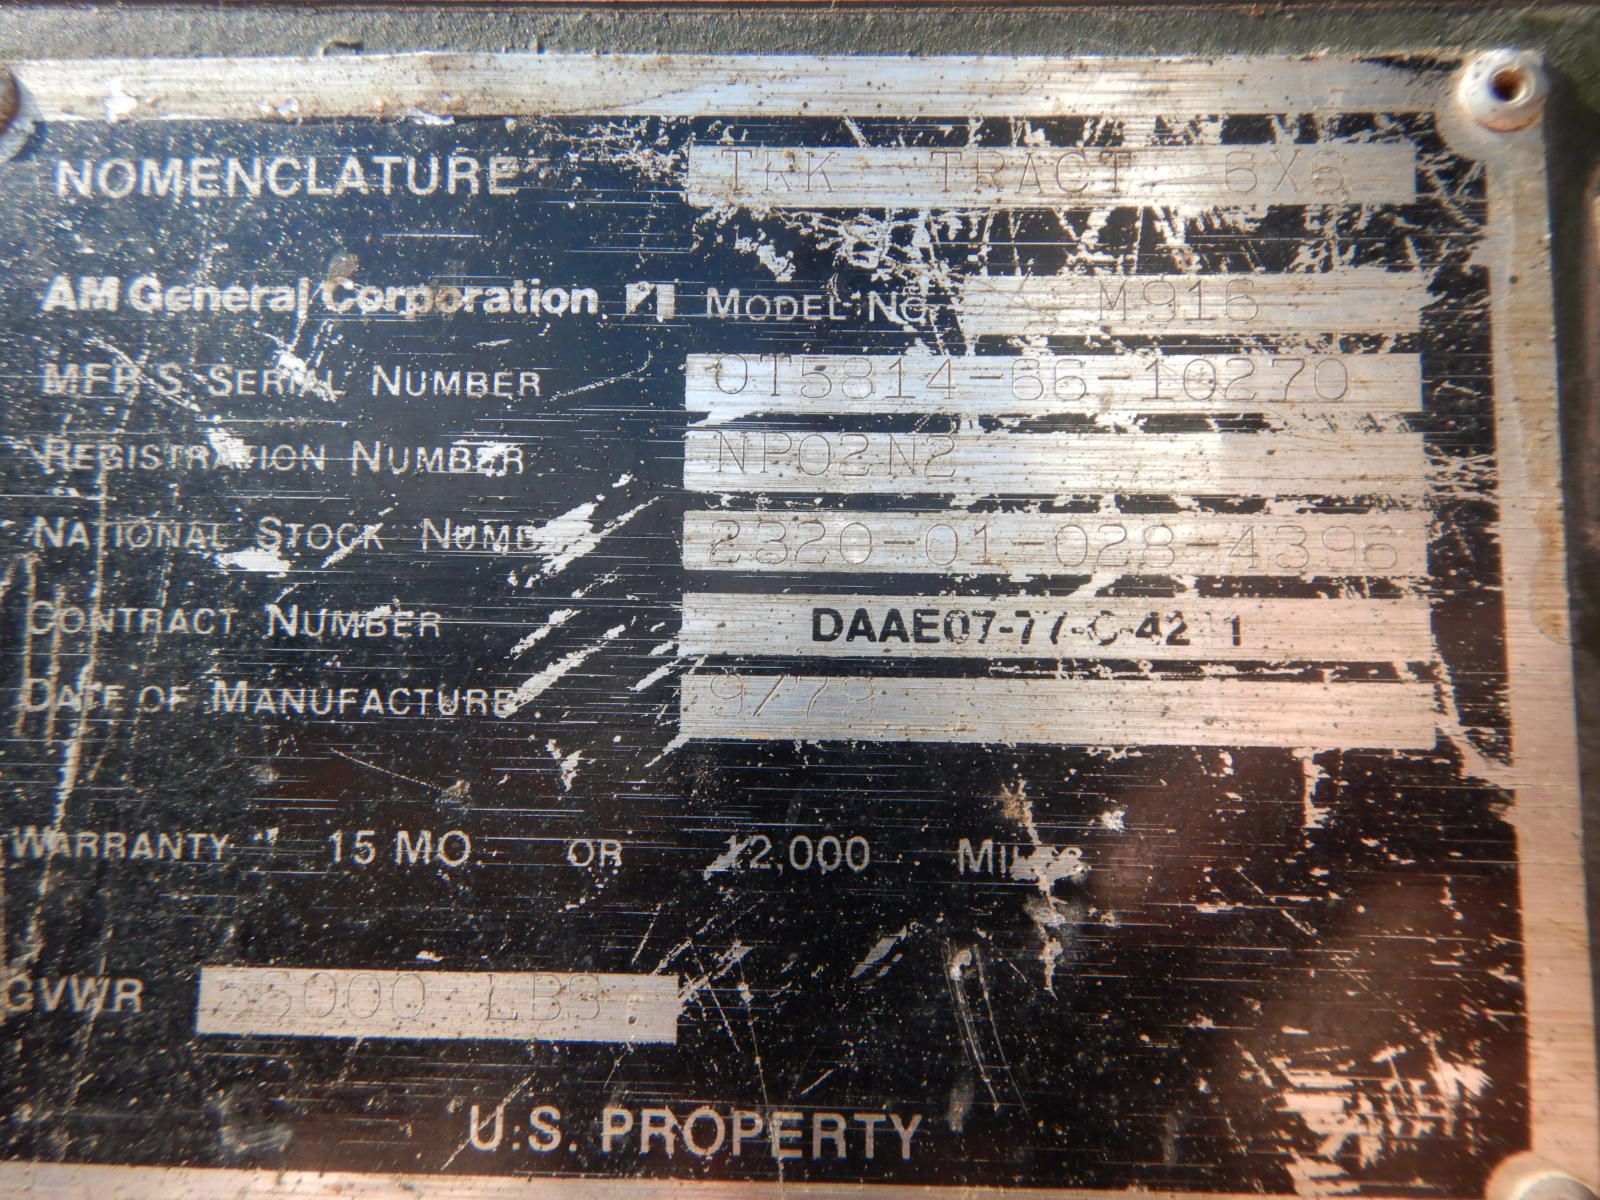 NOMENCLATURE TRK TRACT 6X6
AM General Corporation MODEL NO. M916
MFR'S SERIAL NUMBER OT5814-66-10270
REGISTRATION NUMBER NP02N2
NATIONAL STOCK NUMBER 2320-01-028-4396
CONTRACT NUMBER
DATE OF MANUFACTURE 9/79
WARRANTY 15 MO. OR 12,000 MILES
GVWR LBS
U.S. PROPERTY